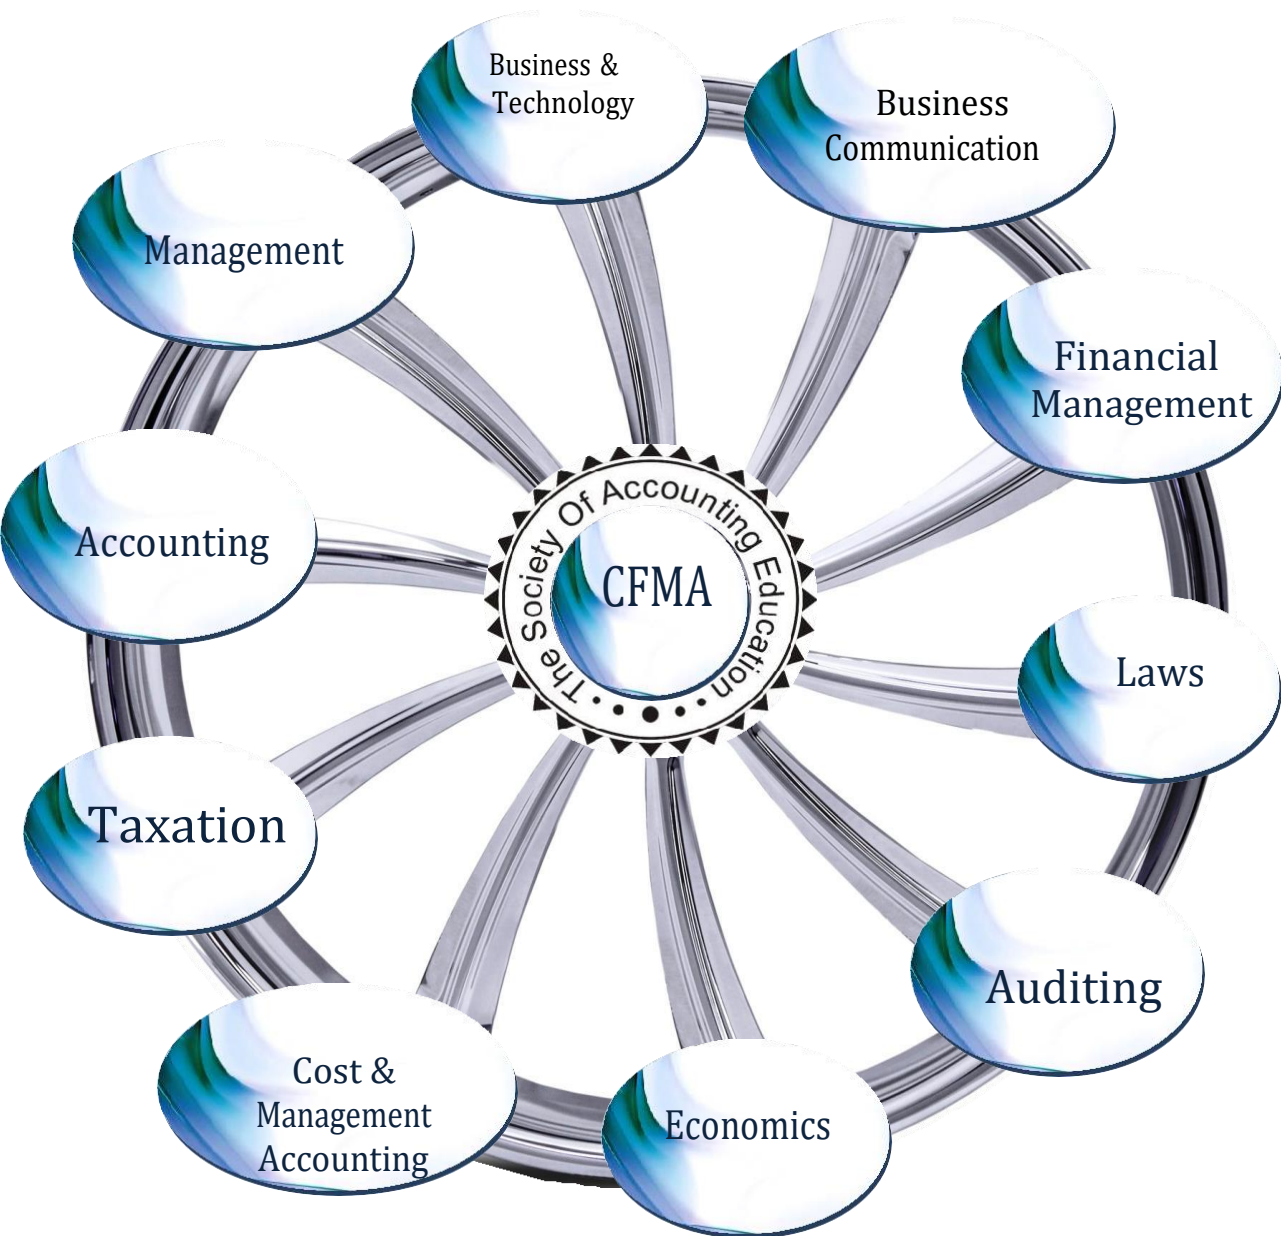 Business &
Technology
Business
Communication
Management
Financial
Management
The Society Of Accounting Education
CFMA
Accounting
Laws
Taxation
Auditing
Cost &
Management
Accounting
Economics